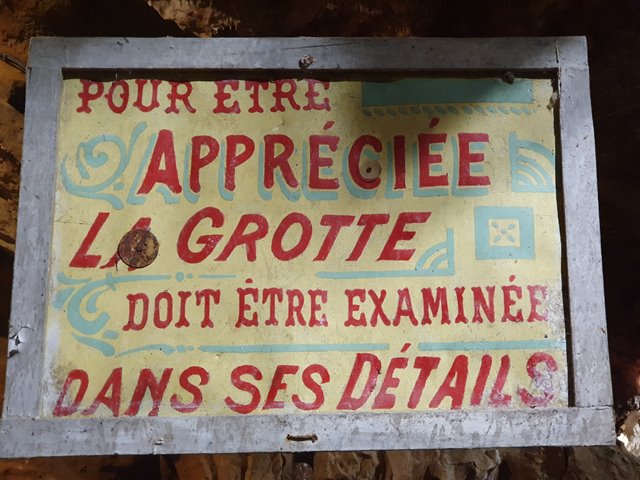 POUR ÊTRE
APPRÉCIÉE
LA GROTTE
DOIT ÊTRE EXAMINÉE
DANS SES DÉTAILS